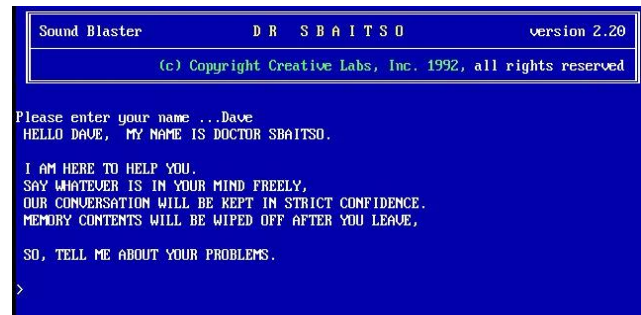 Sound Blaster D R S B A I T S O version 2.20
(c) Copyright Creative Labs, Inc. 1992, all rights reserved
Please enter your name ...Dave
HELLO DAVE, MY NAME IS DOCTOR SBAITSO.
I AM HERE TO HELP YOU.
SAY WHATEVER IS IN YOUR MIND FREELY,
OUR CONVERSATION WILL BE KEPT IN STRICT CONFIDENCE.
MEMORY CONTENTS WILL BE WIPED OFF AFTER YOU LEAVE,
SO, TELL ME ABOUT YOUR PROBLEMS.
>